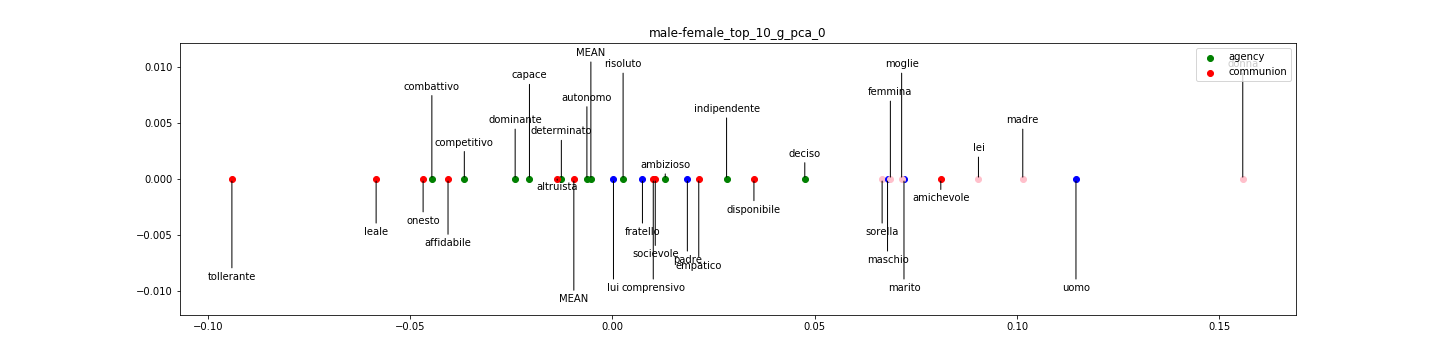 male-female_top_10_g_pca_0
MEAN
risoluto
moglie
agency
communion
capace
combattivo
autonomo
femmina
indipendente
dominante
determinato
madre
competitivo
deciso
lei
ambizioso
altruista
amichevole
disponibile
onesto
leale
fratello
sorella
affidabile
socievole
padre
empatico
maschio
tollerante
lui
comprensivo
marito
uomo
MEAN
0.010
0.005
0.000
−0.005
−0.010
−0.10
−0.05
0.00
0.05
0.10
0.15